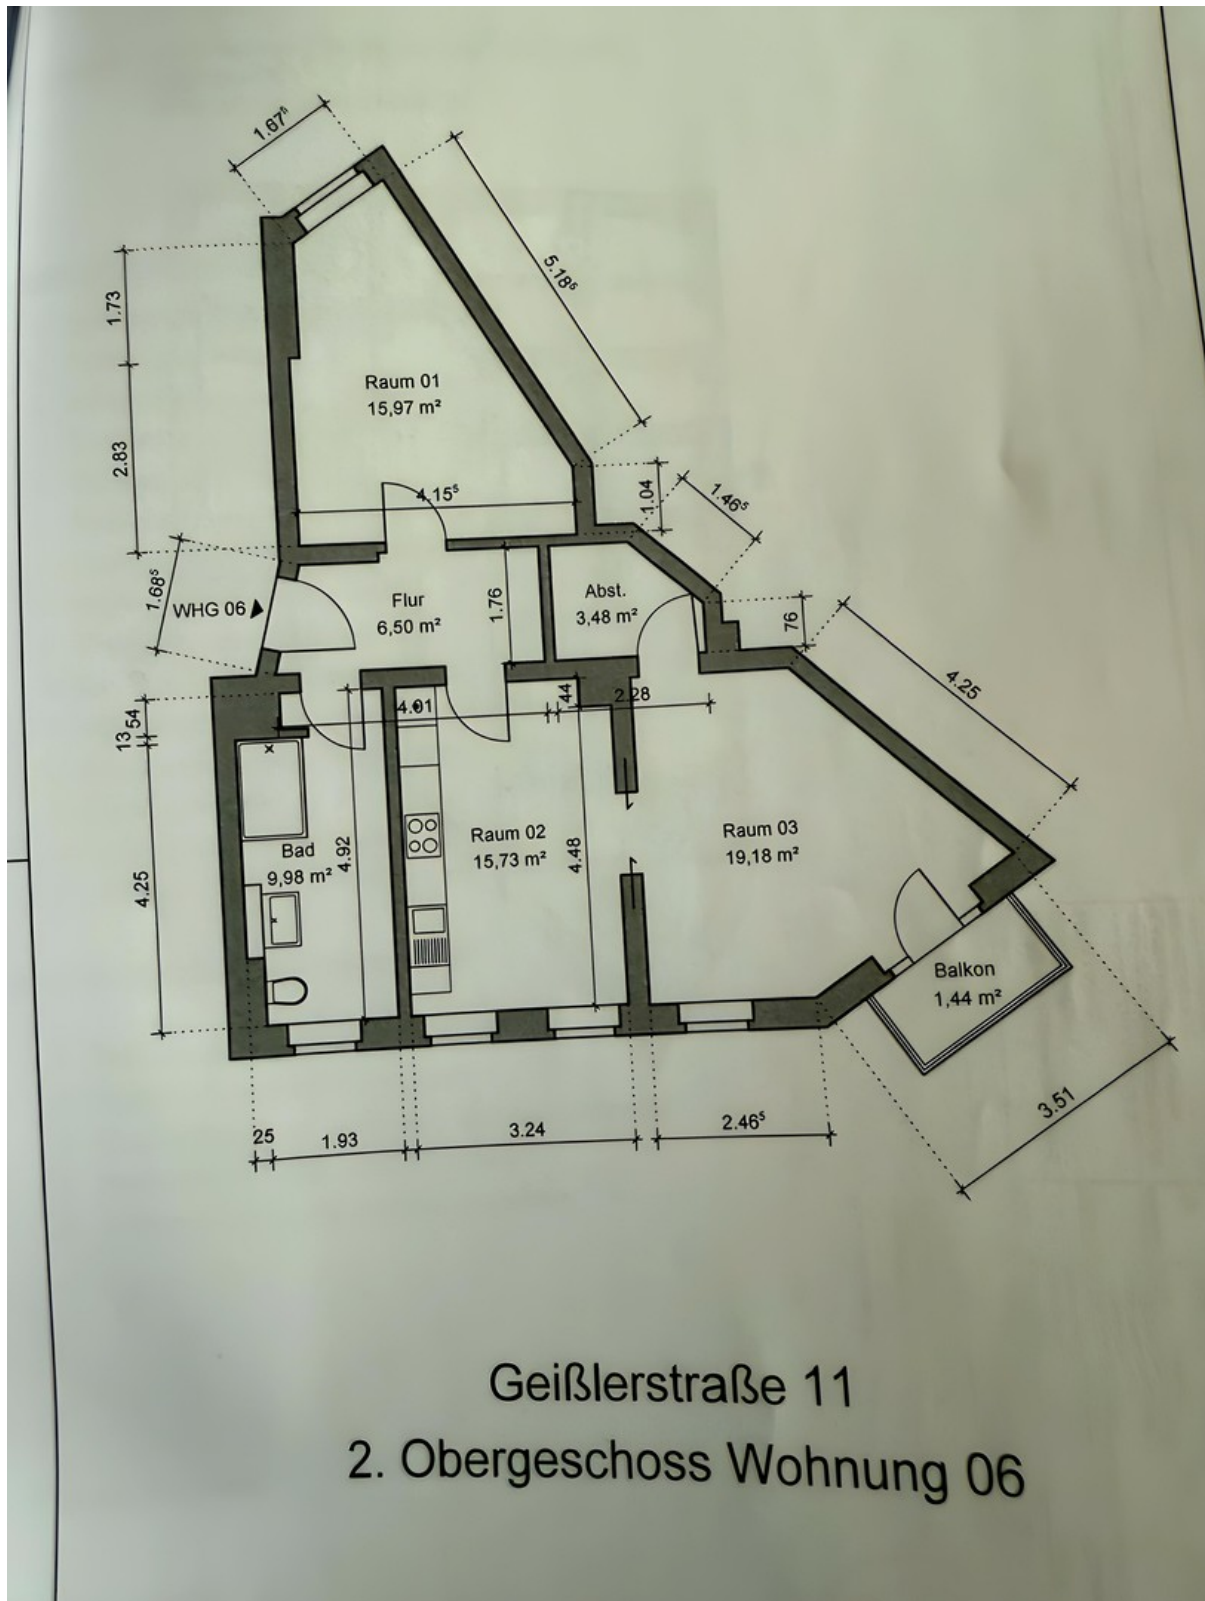 1.67⁵
5.18⁵
1.73
Raum 01
15,97 m²
2.83
4.15⁵
1.04
1.46⁵
1.68⁵
WHG 06
Flur
6,50 m²
1.76
Abst.
3,48 m²
76
4.25
54
13
4.01
44
2.28
4.25
Bad
9,98 m²
4.92
Raum 02
15,73 m²
4.48
Raum 03
19,18 m²
Balkon
1,44 m²
25
1.93
3.24
2.46⁵
3.51
Geißlerstraße 11
2. Obergeschoss Wohnung 06